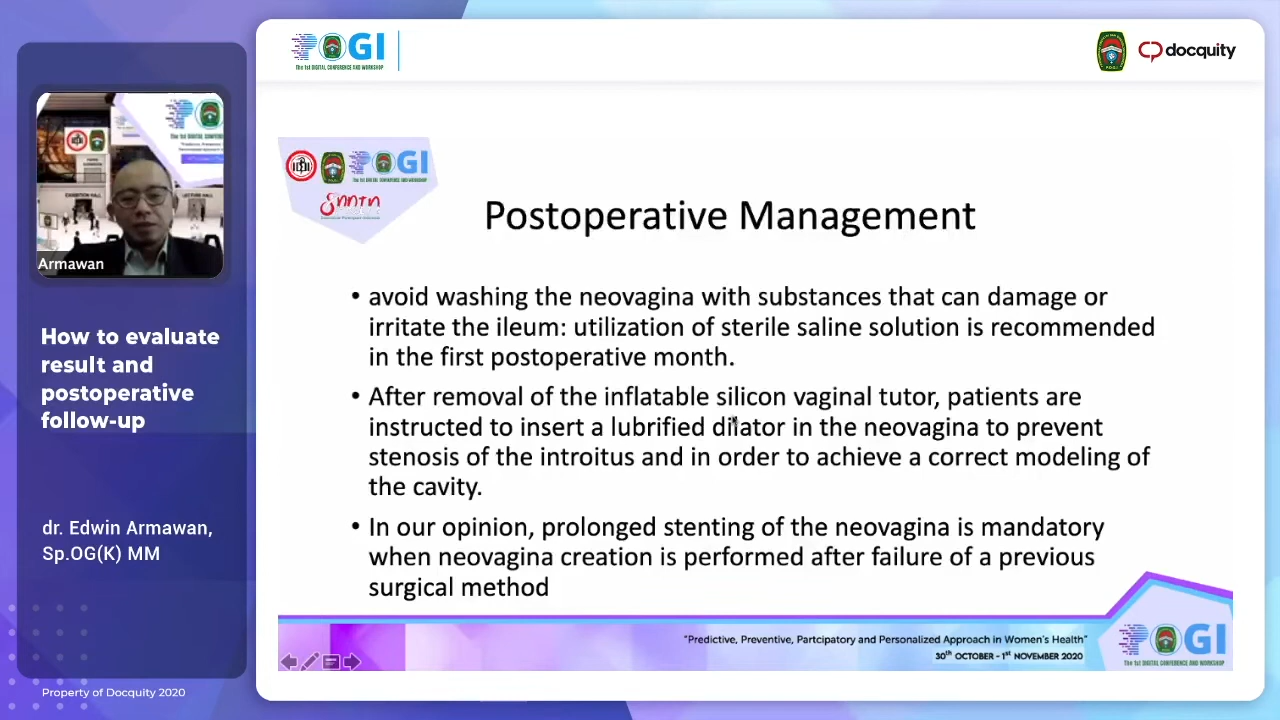 POGI
The 1st DIGITAL CONFERENCE AND WORKSHOP
docquity
Armawan
How to evaluate
result and
postoperative
follow-up
dr. Edwin Armawan,
Sp.OG(K) MM
Property of Docquity 2020
POGI
Postoperative Management
• avoid washing the neovagina with substances that can damage or
irritate the ileum: utilization of sterile saline solution is recommended
in the first postoperative month.
• After removal of the inflatable silicon vaginal tutor, patients are
instructed to insert a lubrified dilator in the neovagina to prevent
stenosis of the introitus and in order to achieve a correct modeling of
the cavity.
• In our opinion, prolonged stenting of the neovagina is mandatory
when neovagina creation is performed after failure of a previous
surgical method
"Predictive, Preventive, Partcipatory and Personalized Approach in Women's Health"
30th OCTOBER - 1st NOVEMBER 2020
POGI
The 1st DIGITAL CONFERENCE AND WORKSHOP